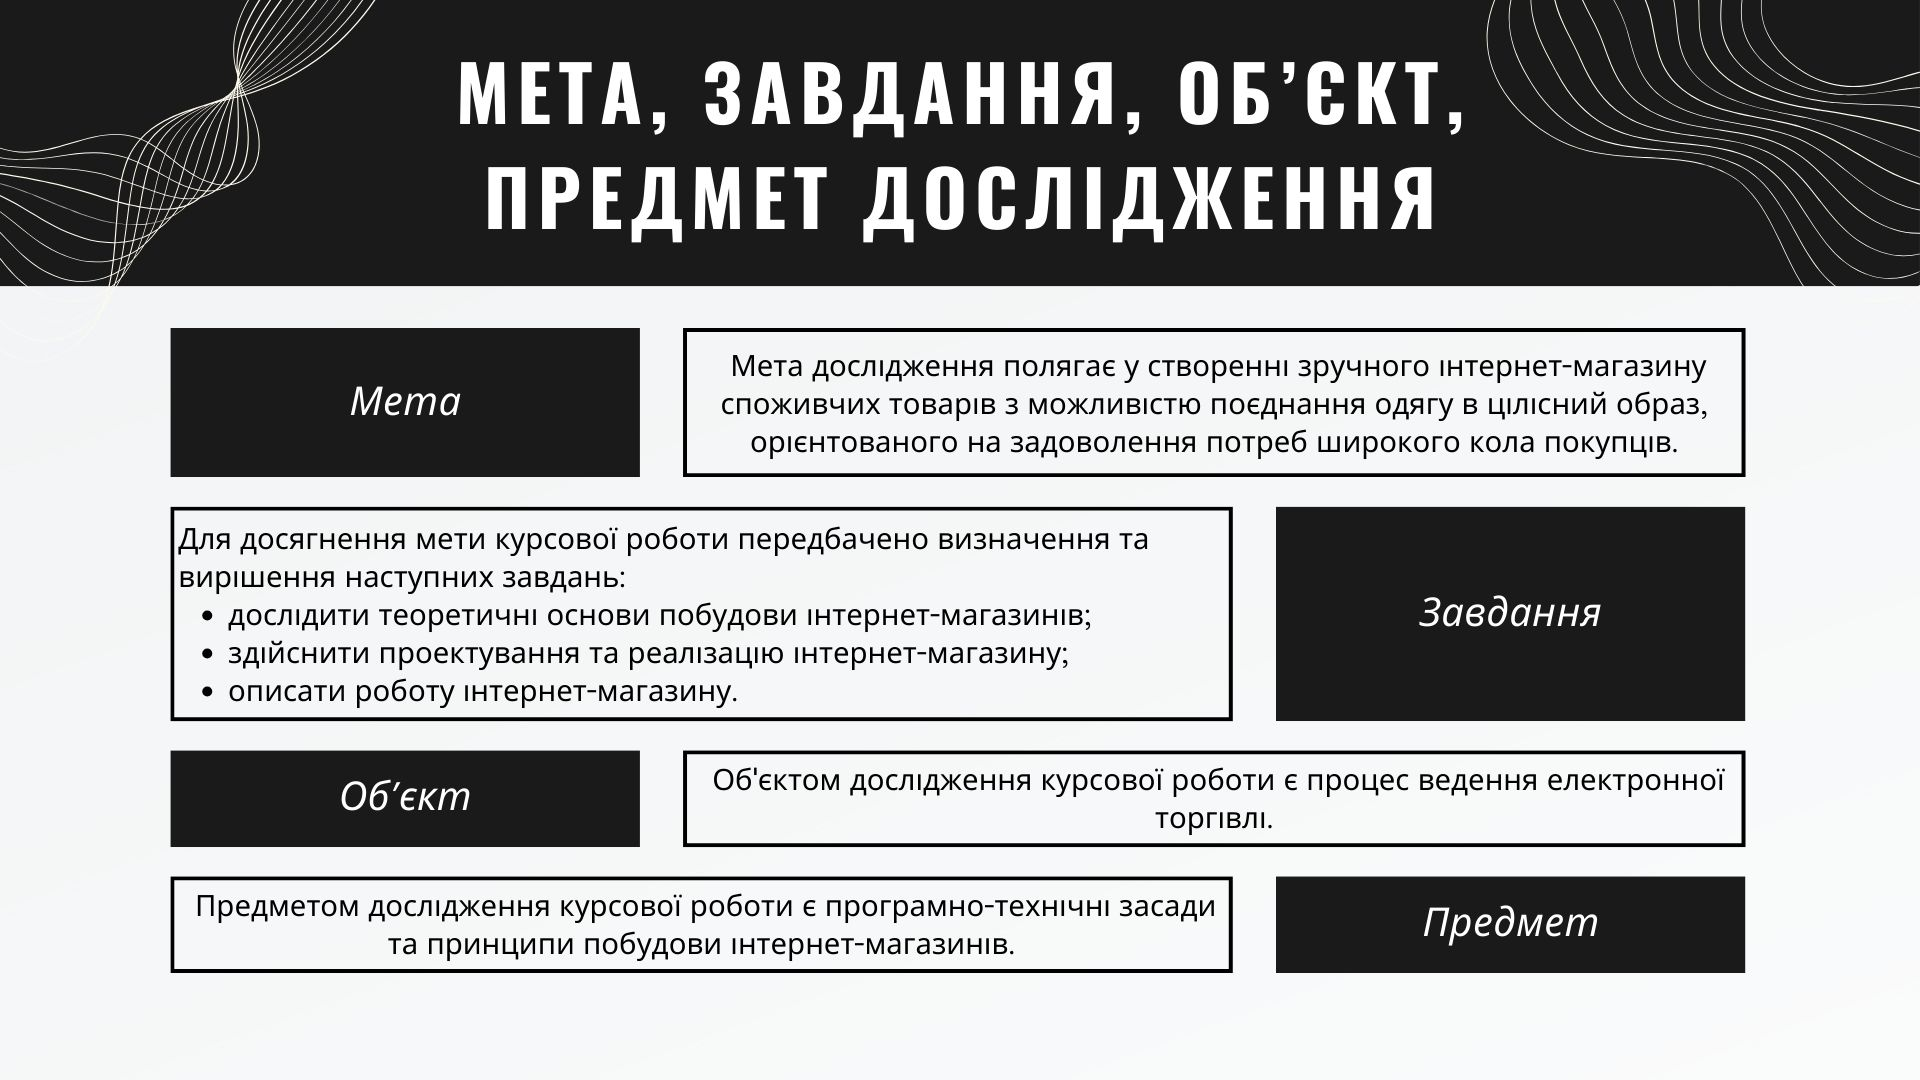 МЕТА, ЗАВДАННЯ, ОБ’ЄКТ,
ПРЕДМЕТ ДОСЛІДЖЕННЯ
Мета
Мета дослідження полягає у створенні зручного інтернет-магазину
споживчих товарів з можливістю поєднання одягу в цілісний образ,
орієнтованого на задоволення потреб широкого кола покупців.
Для досягнення мети курсової роботи передбачено визначення та
вирішення наступних завдань:
• дослідити теоретичні основи побудови інтернет-магазинів;
• здійснити проектування та реалізацію інтернет-магазину;
• описати роботу інтернет-магазину.
Завдання
Об’єкт
Об'єктом дослідження курсової роботи є процес ведення електронної
торгівлі.
Предметом дослідження курсової роботи є програмно-технічні засади
та принципи побудови інтернет-магазинів.
Предмет